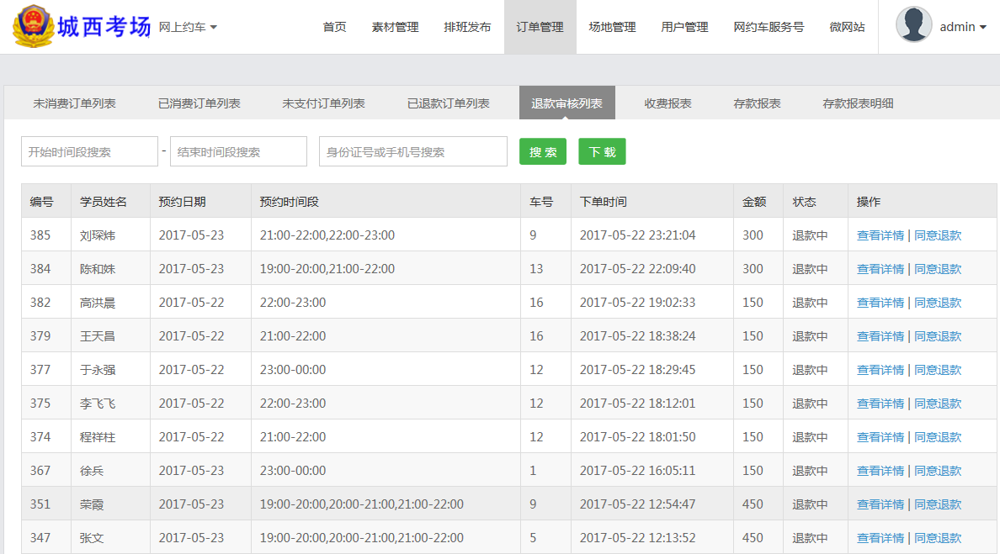 城西考场 网上约车 首页 素材管理 排班发布 订单管理 场地管理 用户管理 网约车服务号 微网站 admin
未消费订单列表 已消费订单列表 未支付订单列表 已退款订单列表 退款审核列表 收费报表 存款报表 存款报表明细
开始时间段搜索 - 结束时间段搜索 身份证号或手机号搜索 搜 索 下 载
编号 学员姓名 预约日期 预约时间段 车号 下单时间 金额 状态 操作
385 刘琛炜 2017-05-23 21:00-22:00,22:00-23:00 9 2017-05-22 23:21:04 300 退款中 查看详情 | 同意退款
384 陈和姝 2017-05-23 19:00-20:00,21:00-22:00 13 2017-05-22 22:09:40 300 退款中 查看详情 | 同意退款
382 高洪晨 2017-05-22 22:00-23:00 16 2017-05-22 19:02:33 150 退款中 查看详情 | 同意退款
379 王天昌 2017-05-22 21:00-22:00 16 2017-05-22 18:38:24 150 退款中 查看详情 | 同意退款
377 于永强 2017-05-22 23:00-00:00 12 2017-05-22 18:29:45 150 退款中 查看详情 | 同意退款
375 李飞飞 2017-05-22 22:00-23:00 12 2017-05-22 18:12:01 150 退款中 查看详情 | 同意退款
374 程祥柱 2017-05-22 21:00-22:00 12 2017-05-22 18:01:50 150 退款中 查看详情 | 同意退款
367 徐兵 2017-05-23 23:00-00:00 1 2017-05-22 16:05:11 150 退款中 查看详情 | 同意退款
351 荣霞 2017-05-23 19:00-20:00,20:00-21:00,21:00-22:00 9 2017-05-22 12:54:47 450 退款中 查看详情 | 同意退款
347 张文 2017-05-23 19:00-20:00,20:00-21:00,21:00-22:00 5 2017-05-22 12:13:52 450 退款中 查看详情 | 同意退款